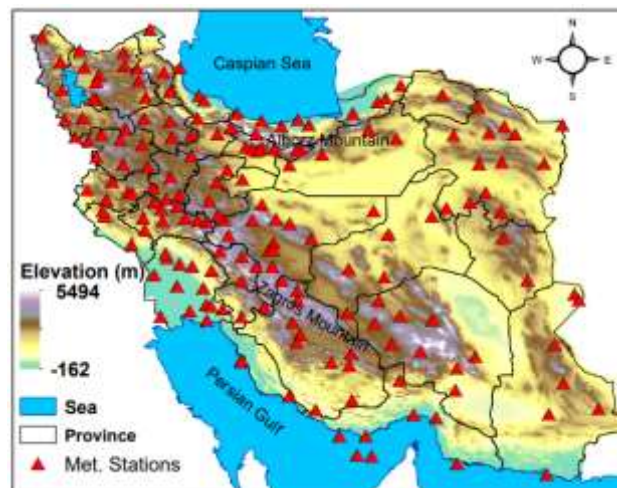 N
W E
S
Caspian Sea
Alborz Mountain
Elevation (m)
5494
-162
Zagros Mountain
Persian Gulf
Sea
Province
Met. Stations